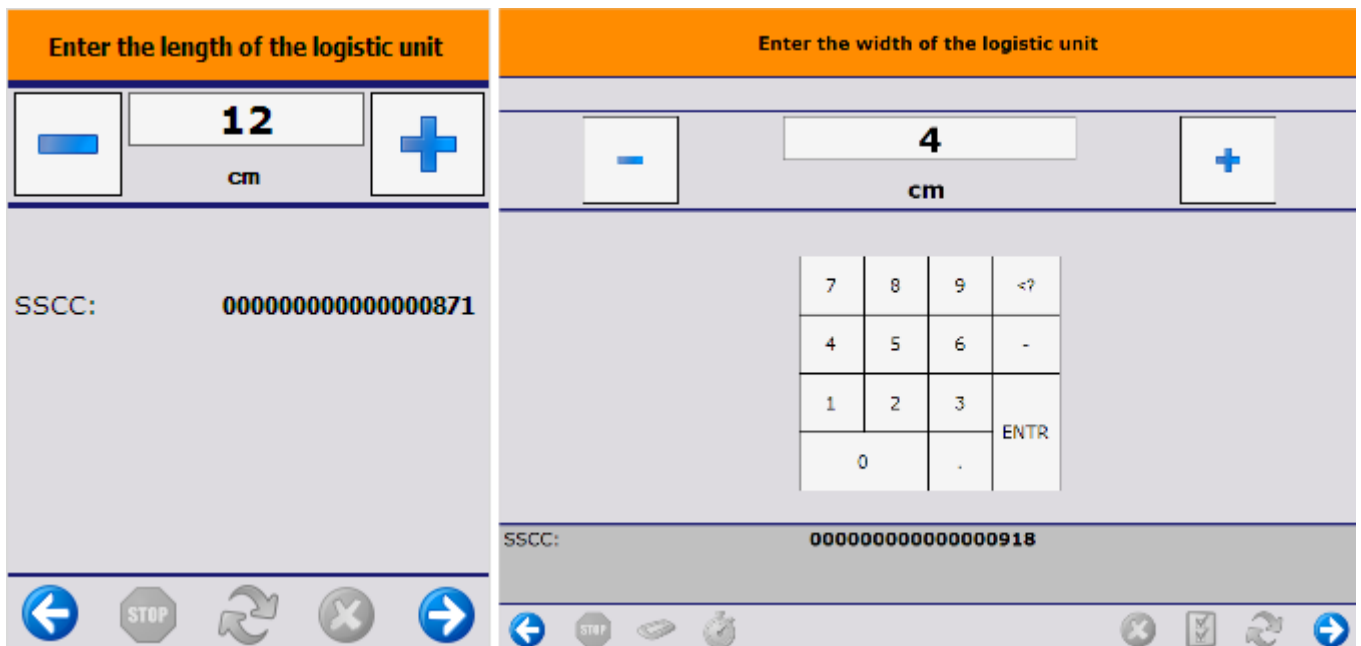 Enter the length of the logistic unit
12
cm
SSCC:
000000000000000871
STOP
Enter the width of the logistic unit
4
cm
7 8 9 <?
4 5 6 -
1 2 3
ENTR
0 .
SSCC:
000000000000000918
STOP